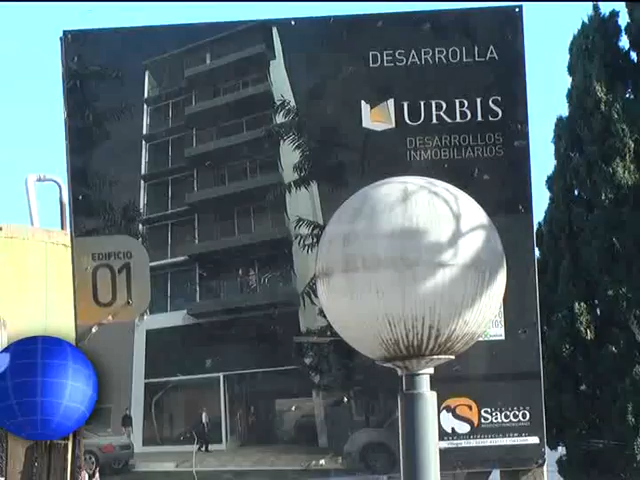 DESARROLLA
URBIS
DESARROLLOS
INMOBILIARIOS
EDIFICIO
01
Sacco